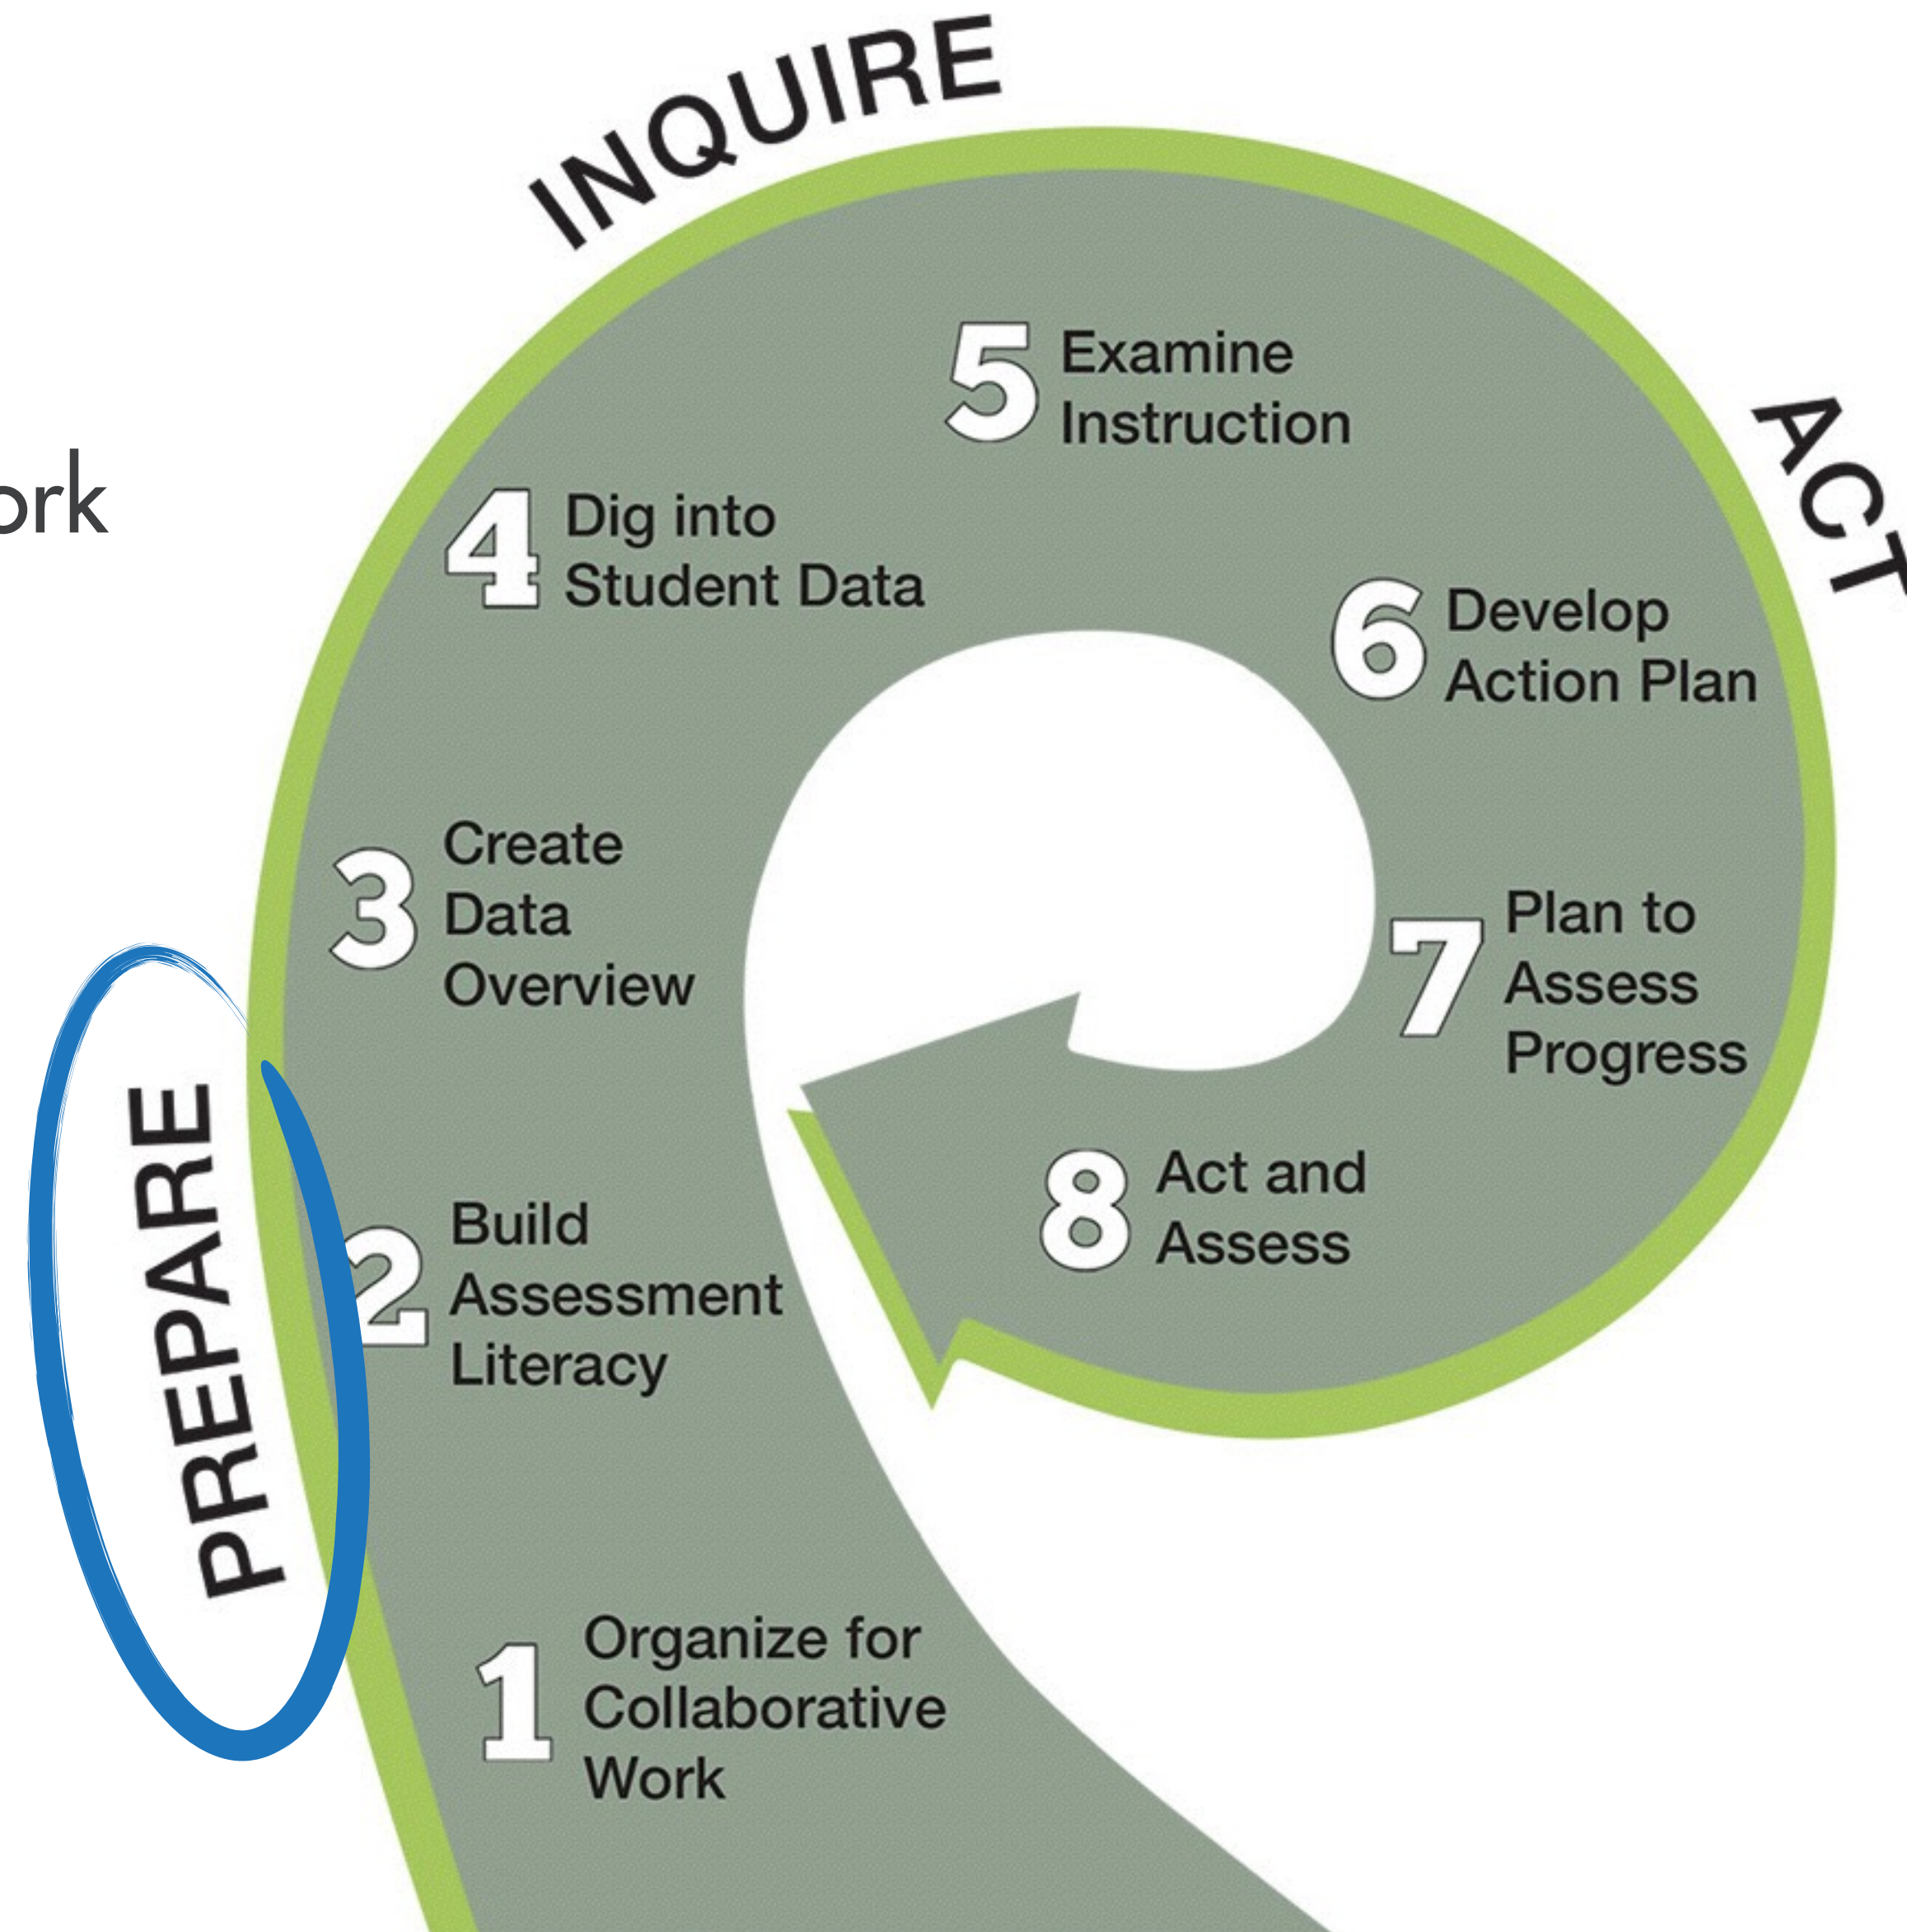 INQUIRE
ACT
PREPARE
ork
5 Examine
Instruction
4 Dig into
Student Data
6 Develop
Action Plan
3 Create
Data
Overview
7 Plan to
Assess
Progress
2 Build
Assessment
Literacy
8 Act and
Assess
1 Organize for
Collaborative
Work